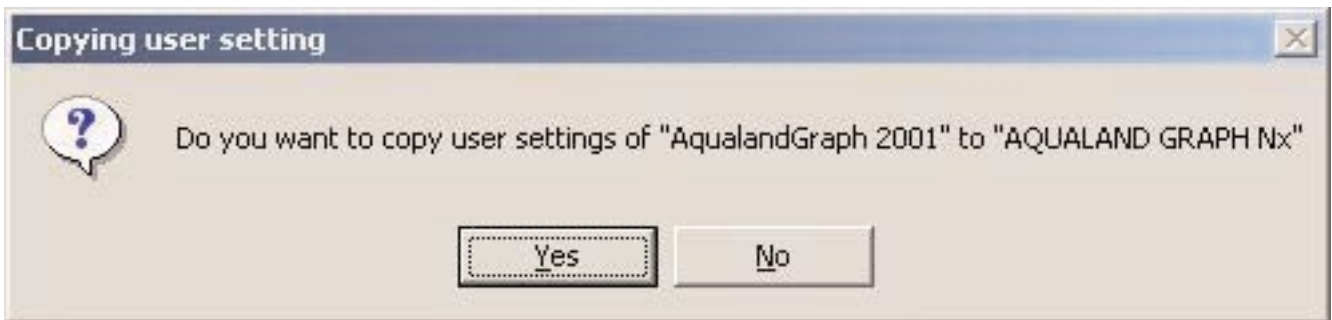 Copying user setting
?
Do you want to copy user settings of "AqualandGraph 2001" to "AQUALAND GRAPH Nx"
Yes
No